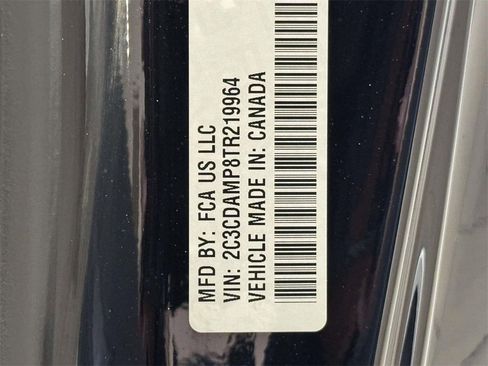 MFD BY: FCA US LLC
VIN: 2C3CDAMP8TR219964
VEHICLE MADE IN: CANADA